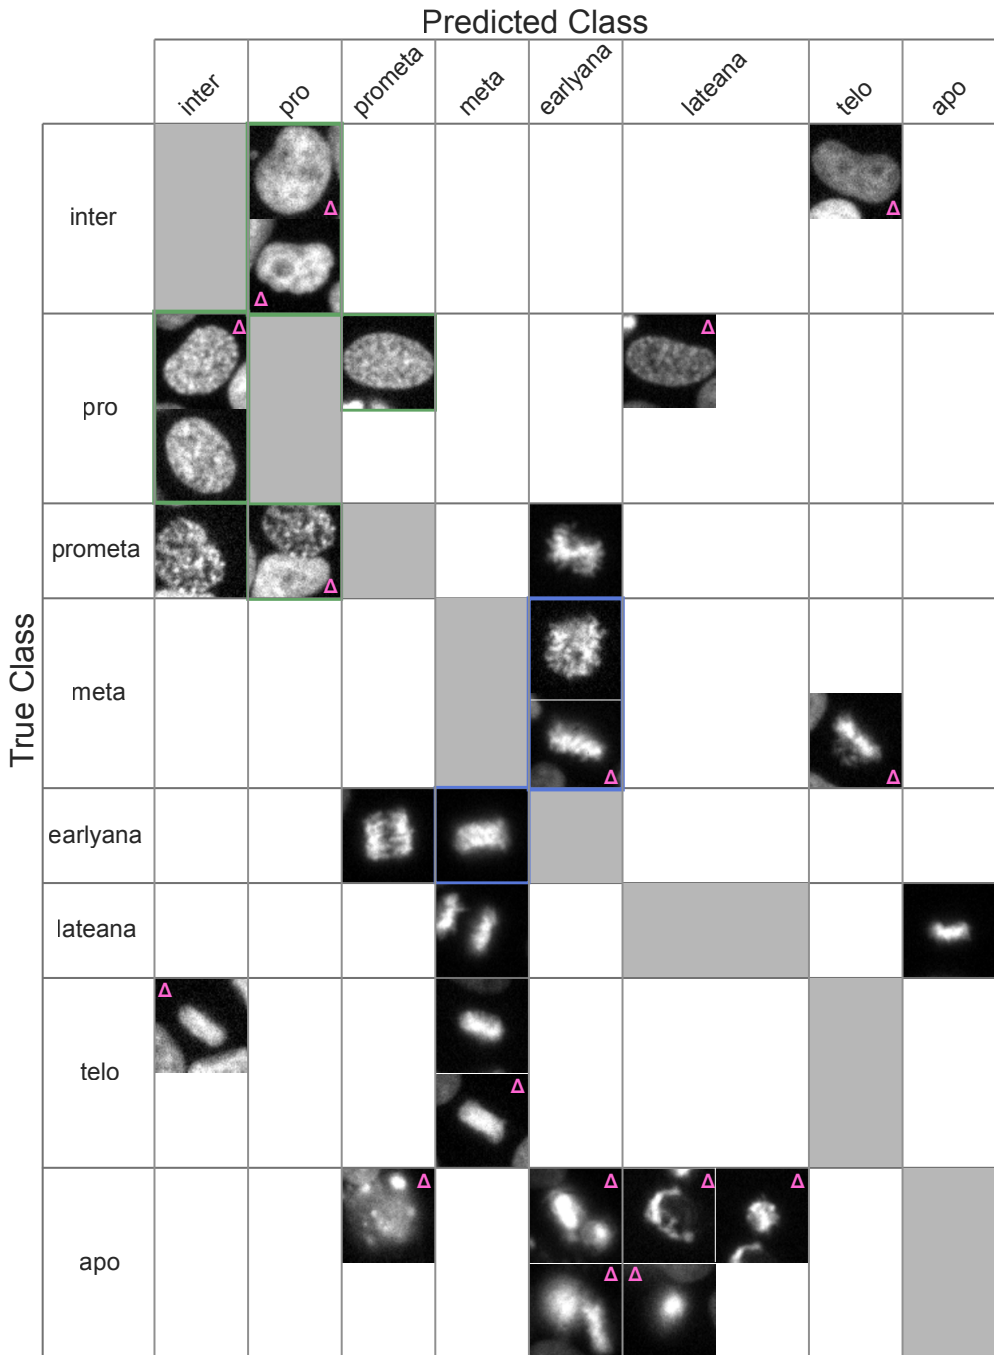 Predicted Class
inter pro prometa meta earlyana lateana telo apo
True Class
inter
Δ
Δ
Δ
pro
Δ
Δ
prometa
Δ
meta
Δ
Δ
earlyana
lateana
telo
Δ
Δ
apo
Δ
Δ
Δ
Δ
Δ
Δ